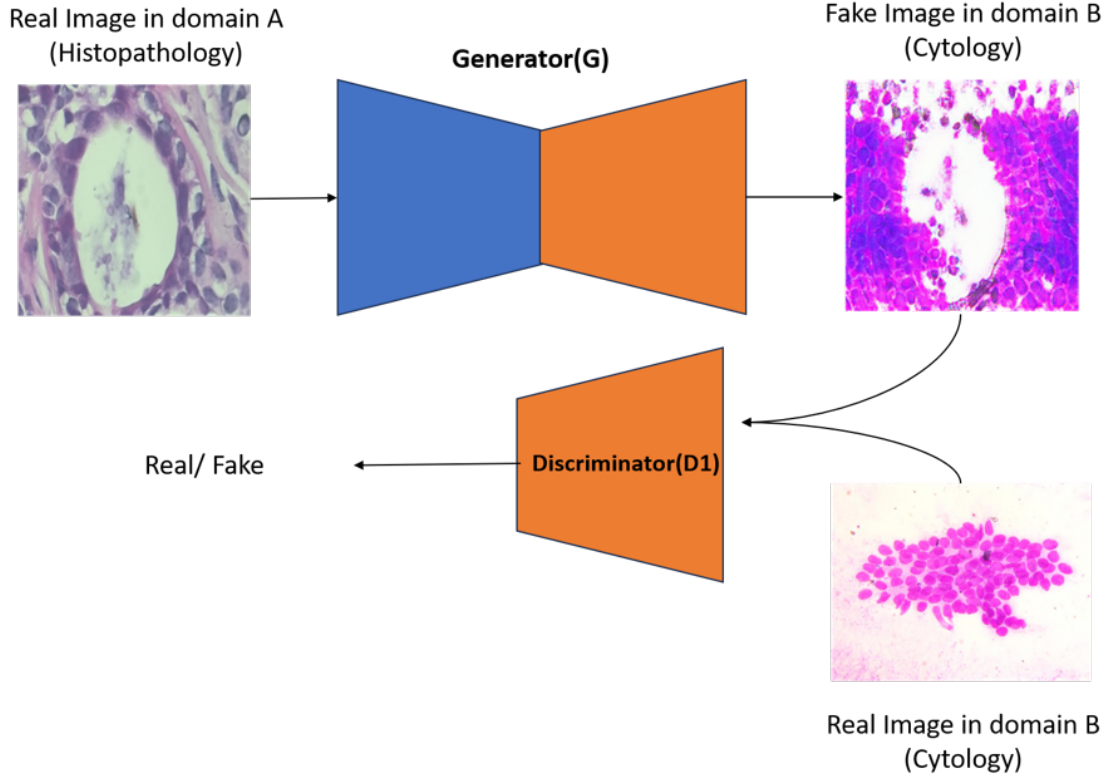 Real Image in domain A
(Histopathology)
Generator(G)
Fake Image in domain B
(Cytology)
Real/ Fake
Discriminator(D1)
Real Image in domain B
(Cytology)